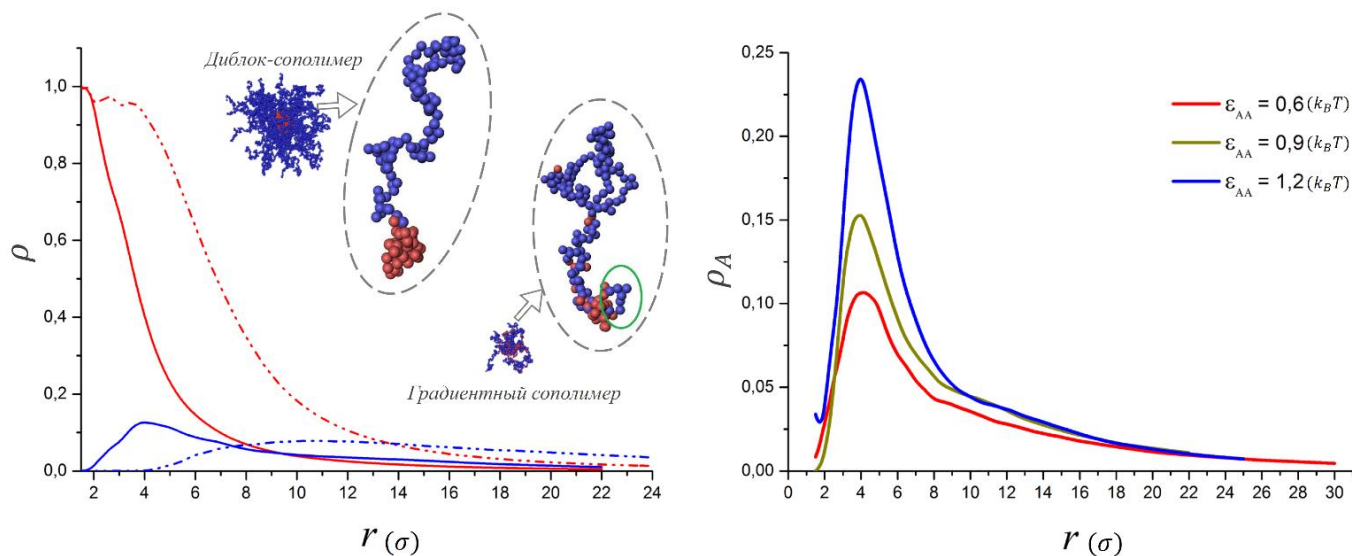 Диблок-сополимер
Градиентный сополимер
ρ
1,0
0,8
0,6
0,4
0,2
0,0
2 4 6 8 10 12 14 16 18 20 22 24
r (σ)
ρA
0,25
0,20
0,15
0,10
0,05
0,00
0 2 4 6 8 10 12 14 16 18 20 22 24 26 28 30
r (σ)
εAA = 0,6 (kBT)
εAA = 0,9 (kBT)
εAA = 1,2 (kBT)